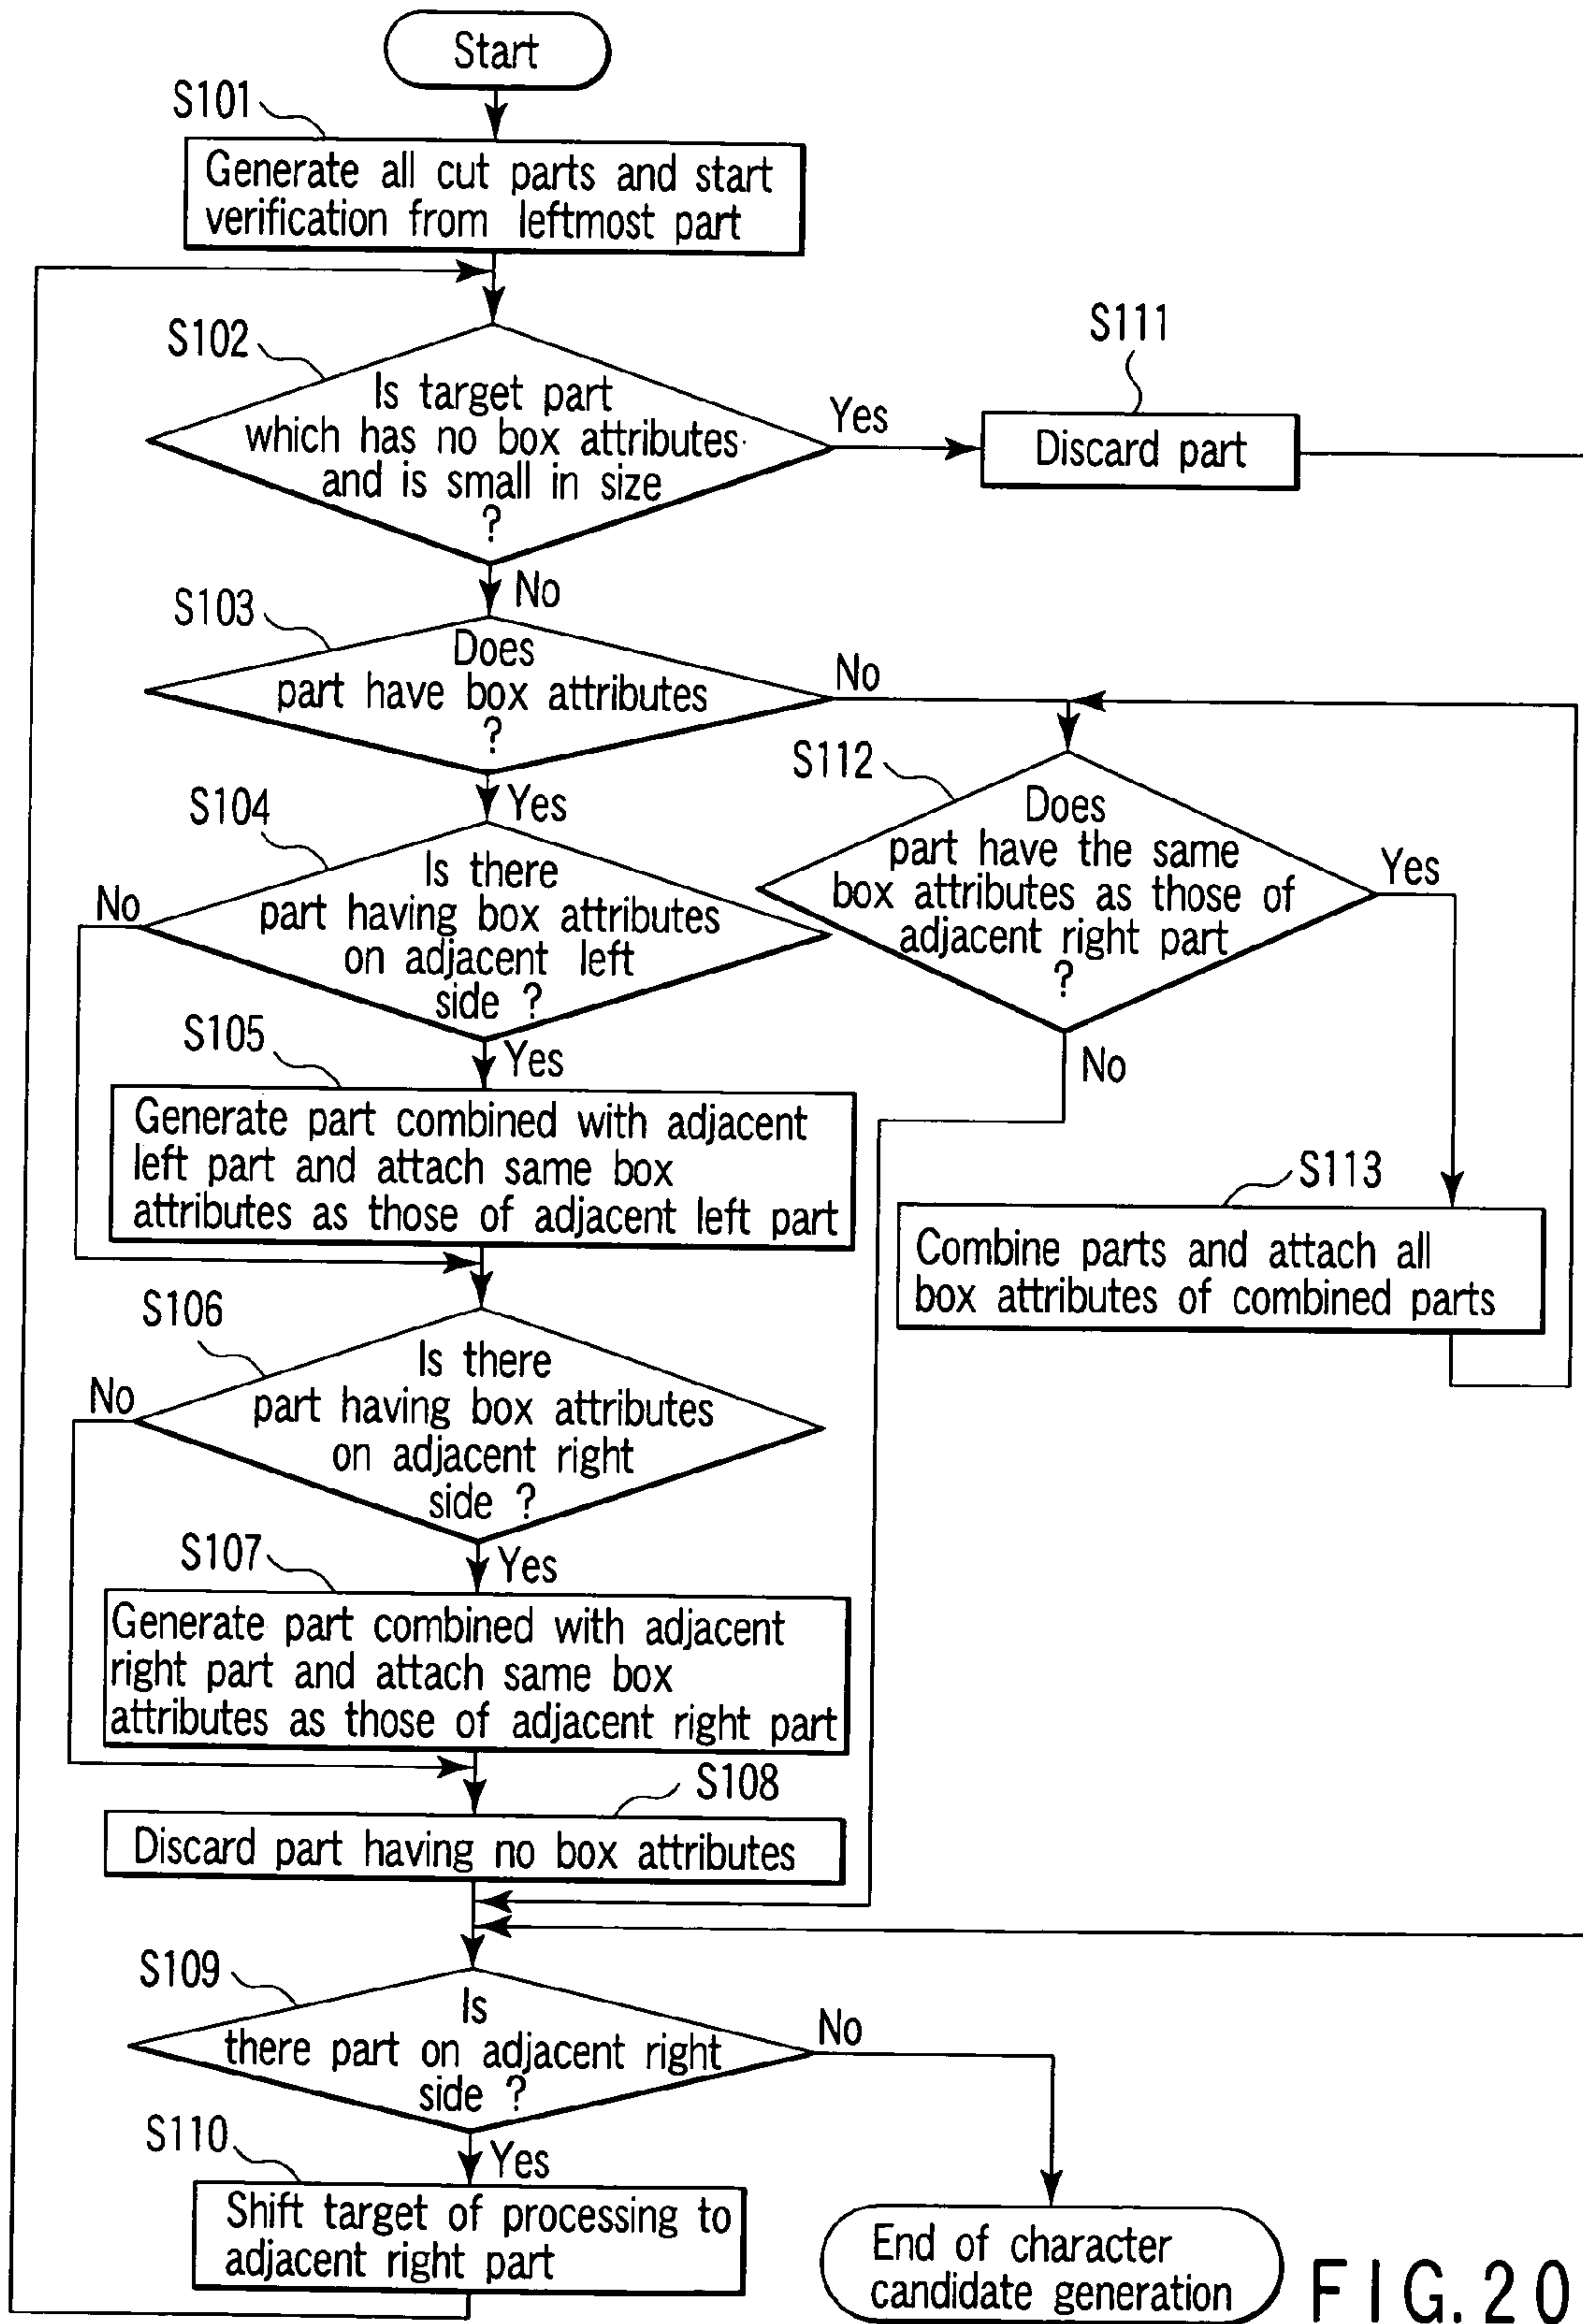 Start
S101
Generate all cut parts and start
verification from leftmost part
S102
Is target part
which has no box attributes
and is small in size
?
Yes
S111
Discard part
No
S103
Does
part have box attributes
?
No
Yes
S112
Does
part have the same
box attributes as those of
adjacent right part
?
Yes
No
S113
Combine parts and attach all
box attributes of combined parts
S104
Is there
part having box attributes
on adjacent left
side ?
No
Yes
S105
Generate part combined with adjacent
left part and attach same box
attributes as those of adjacent left part
S106
Is there
part having box attributes
on adjacent right
side ?
No
Yes
S107
Generate part combined with adjacent
right part and attach same box
attributes as those of adjacent right part
S108
Discard part having no box attributes
S109
Is
there part on adjacent right
side ?
No
Yes
S110
Shift target of processing to
adjacent right part
End of character
candidate generation
FIG.20